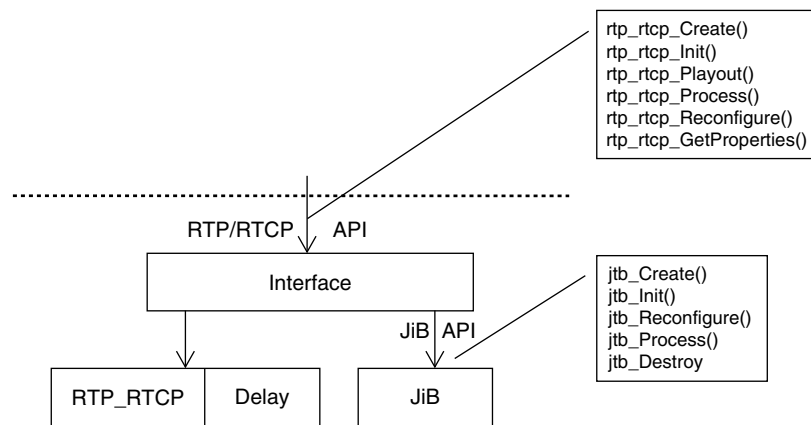 rtp_rtcp_Create()
rtp_rtcp_Init()
rtp_rtcp_Playout()
rtp_rtcp_Process()
rtp_rtcp_Reconfigure()
rtp_rtcp_GetProperties()
RTP/RTCP API
Interface
jtb_Create()
jtb_Init()
jtb_Reconfigure()
jtb_Process()
jtb_Destroy
JiB API
RTP_RTCP
Delay
JiB